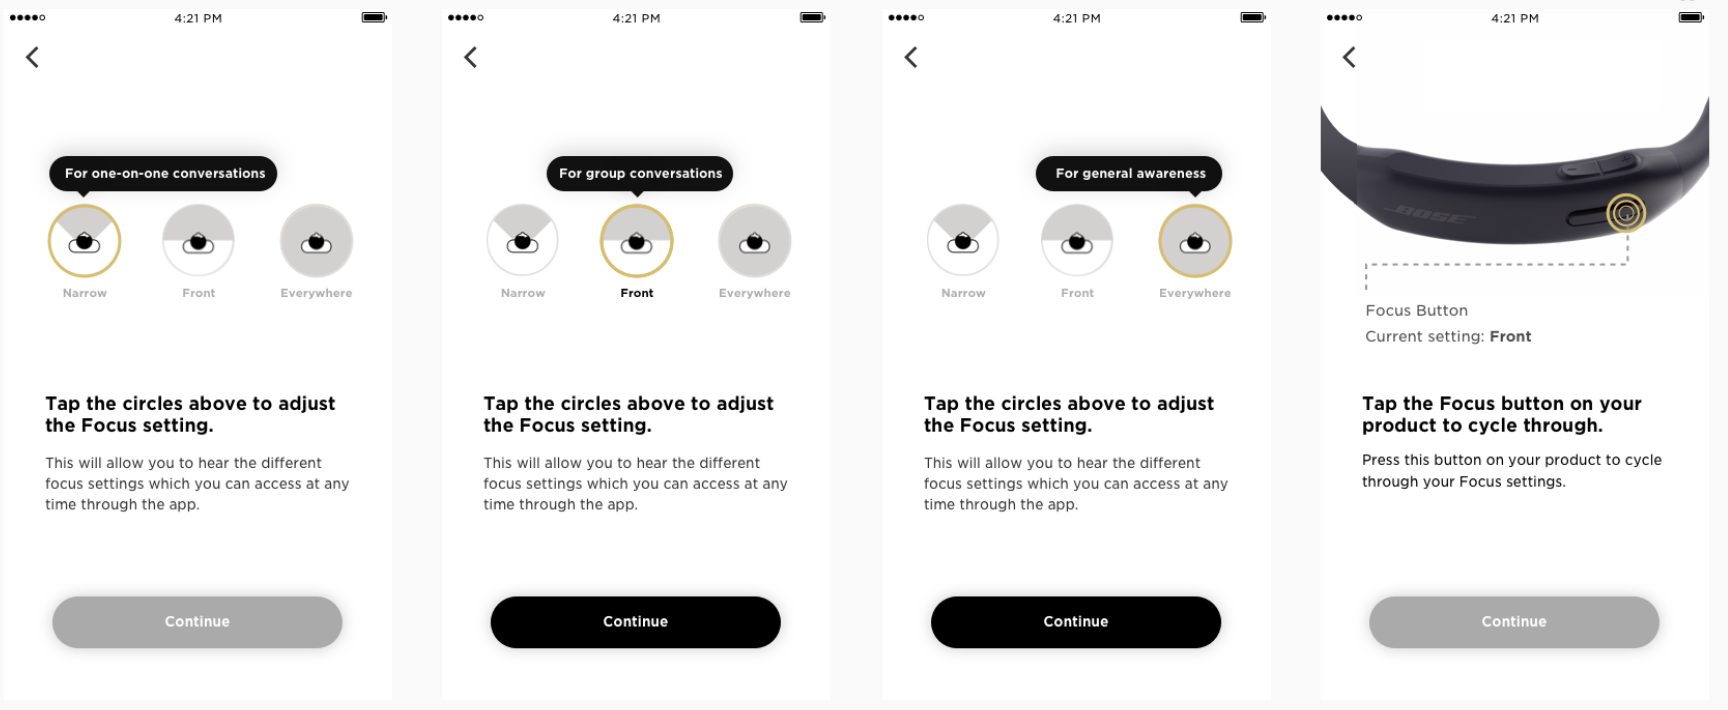 4:21 PM
For one-on-one conversations
Narrow
Front
Everywhere
Tap the circles above to adjust
the Focus setting.
This will allow you to hear the different
focus settings which you can access at any
time through the app.
Continue
4:21 PM
For group conversations
Narrow
Front
Everywhere
Tap the circles above to adjust
the Focus setting.
This will allow you to hear the different
focus settings which you can access at any
time through the app.
Continue
4:21 PM
For general awareness
Narrow
Front
Everywhere
Tap the circles above to adjust
the Focus setting.
This will allow you to hear the different
focus settings which you can access at any
time through the app.
Continue
4:21 PM
BOSE
Focus Button
Current setting: Front
Tap the Focus button on your
product to cycle through.
Press this button on your product to cycle
through your Focus settings.
Continue